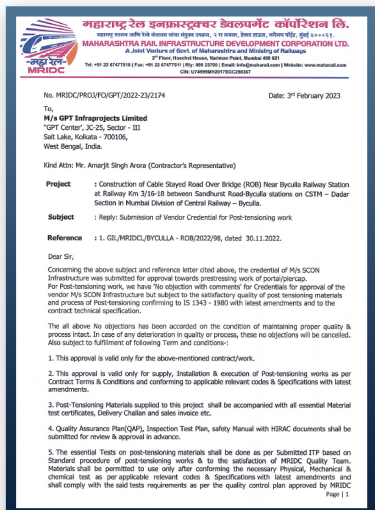 महाराष्ट्र रेल इन्फ्रास्ट्रक्चर डेवलपमेंट कॉर्पोरेशन लि.
MAHARASHTRA RAIL INFRASTRUCTURE DEVELOPMENT CORPORATION LTD.
A Joint Venture of Govt. of Maharashtra and Ministry of Railways
2nd Floor, Hoechst House, Nariman Point, Mumbai 400 021
महा-रेल
MRIDC
No. MRIDC/PROJ/FO/GPT/2022-23/2174 Date: 3rd February 2023
To,
M/s GPT Infraprojects Limited
"GPT Center', JC-25, Sector - III
Salt Lake, Kolkata - 700106,
West Bengal, India.
Kind Attn: Mr. Amarjit Singh Arora (Contractor's Representative)
Project : Construction of Cable Stayed Road Over Bridge (ROB) Near Byculla Railway Station
at Railway Km 3/16-18 between Sandhurst Road-Byculla stations on CSTM – Dadar
Section in Mumbai Division of Central Railway – Byculla.
Subject : Reply: Submission of Vendor Credential for Post-tensioning work
Reference : 1. GIL/MRIDCL/BYCULLA - ROB/2022/98, dated 30.11.2022.
Dear Sir,
Concerning the above subject and reference letter cited above, the credential of M/s SCON
Infrastructure was submitted for approval towards prestressing work of portal/piercap.
For Post-tensioning work, we have 'No objection with comments' for Credentials for approval of the
vendor M/s SCON Infrastructure but subject to the satisfactory quality of post tensioning materials
and process of Post-tensioning confirming to IS 1343 - 1980 with latest amendments and to the
contract technical specification.
The all above No objections has been accorded on the condition of maintaining proper quality &
process intact. In case of any deterioration in quality or process, these no objections will be cancelled.
Also subject to fulfillment of following Term and conditions-:
1. This approval is valid only for the above-mentioned contract/work.
2. This approval is valid only for supply, Installation & execution of Post-tensioning works as per
Contract Terms & Conditions and conforming to applicable relevant codes & Specifications with latest
amendments.
3. Post-Tensioning Materials supplied to this project shall be accompanied with all essential Material
test certificates, Delivery Challan and sales invoice etc.
4. Quality Assurance Plan(QAP), Inspection Test Plan, safety Manual with HIRAC documents shall be
submitted for review & approval in advance.
5. The essential Tests on post-tensioning materials shall be done as per Submitted ITP based on
Standard procedure of post-tensioning works & to the satisfaction of MRIDC Quality Team.
Materials shall be permitted to use only after conforming the necessary Physical, Mechanical &
chemical test as per applicable relevant codes & Specifications with latest amendments and
shall comply with the said tests requirements as per the quality control plan approved by MRIDC
Page | 1